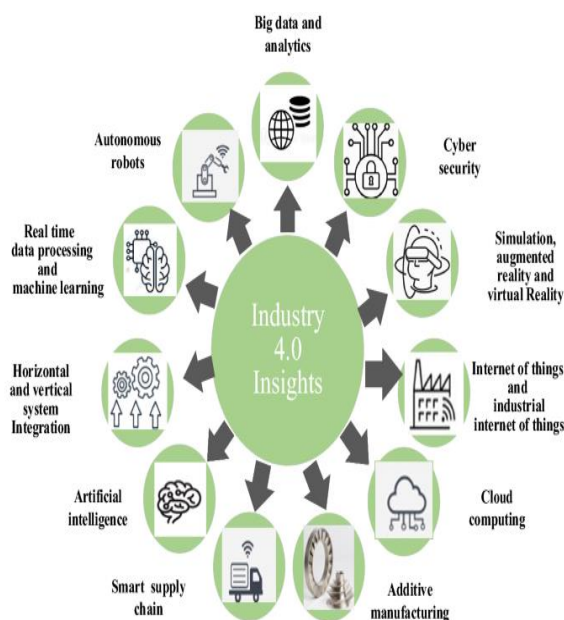 Big data and
analytics
Cyber
security
Simulation,
augmented
reality and
virtual Reality
Internet of things
and
industrial
internet of things
Cloud
computing
Additive
manufacturing
Smart supply
chain
Artificial
intelligence
Horizontal
and vertical
system
Integration
Real time
data processing
and
machine learning
Autonomous
robots
Industry
4.0
Insights